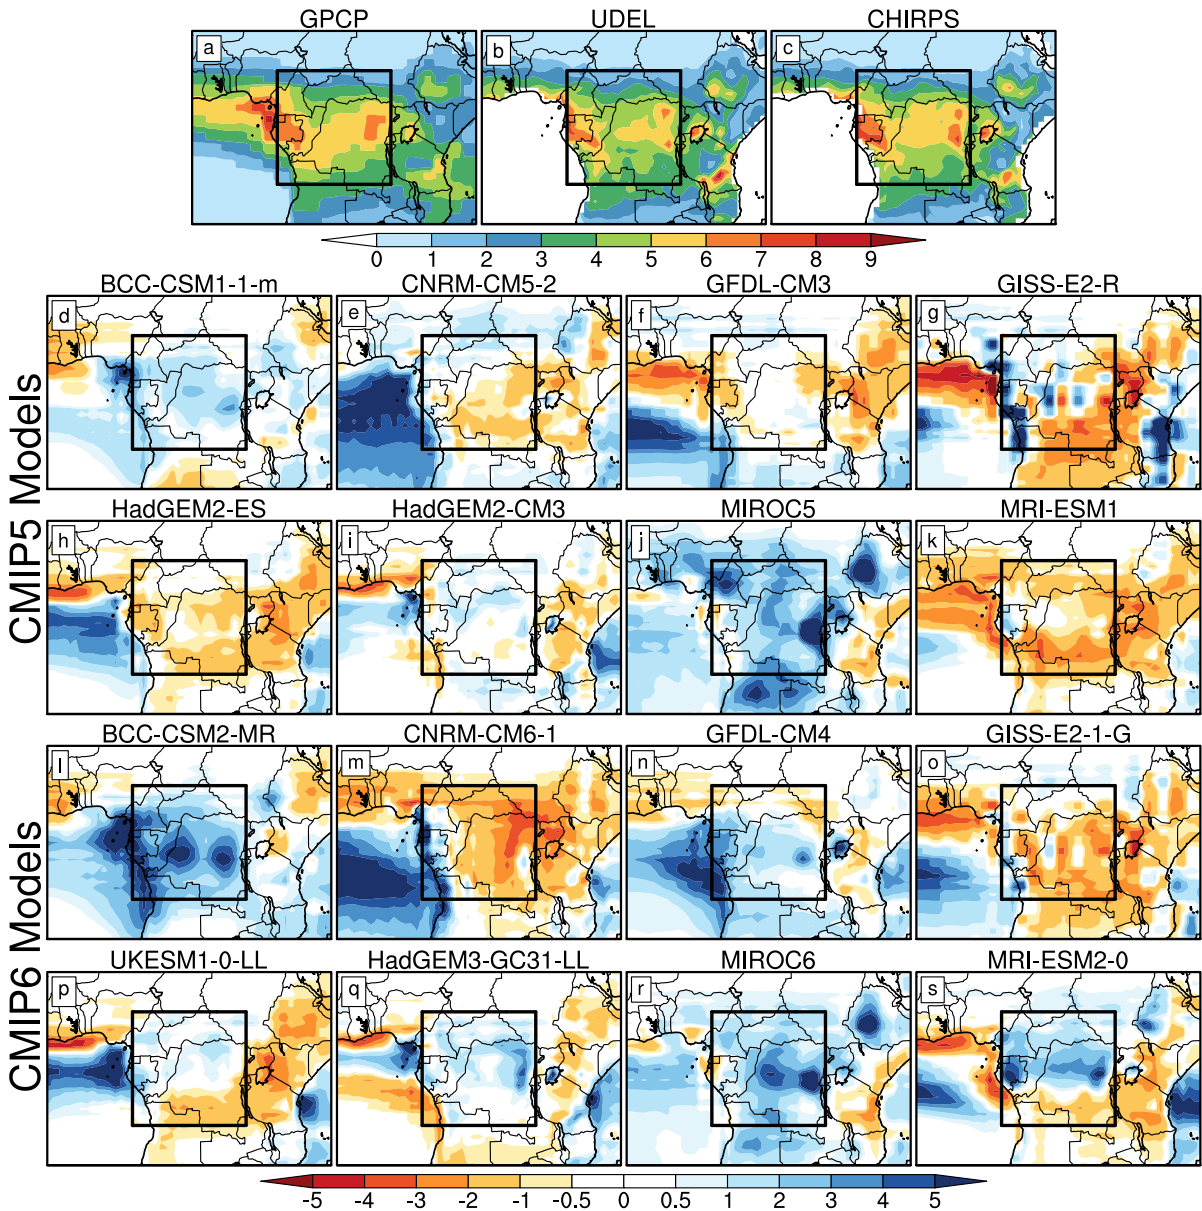 GPCP UDEL CHIRPS
a b c
0 1 2 3 4 5 6 7 8 9
CMIP5 Models
BCC-CSM1-1-m CNRM-CM5-2 GFDL-CM3 GISS-E2-R
d e f g
HadGEM2-ES HadGEM2-CM3 MIROC5 MRI-ESM1
h i j k
CMIP6 Models
BCC-CSM2-MR CNRM-CM6-1 GFDL-CM4 GISS-E2-1-G
l m n o
UKESM1-0-LL HadGEM3-GC31-LL MIROC6 MRI-ESM2-0
p q r s
-5 -4 -3 -2 -1 -0.5 0 0.5 1 2 3 4 5